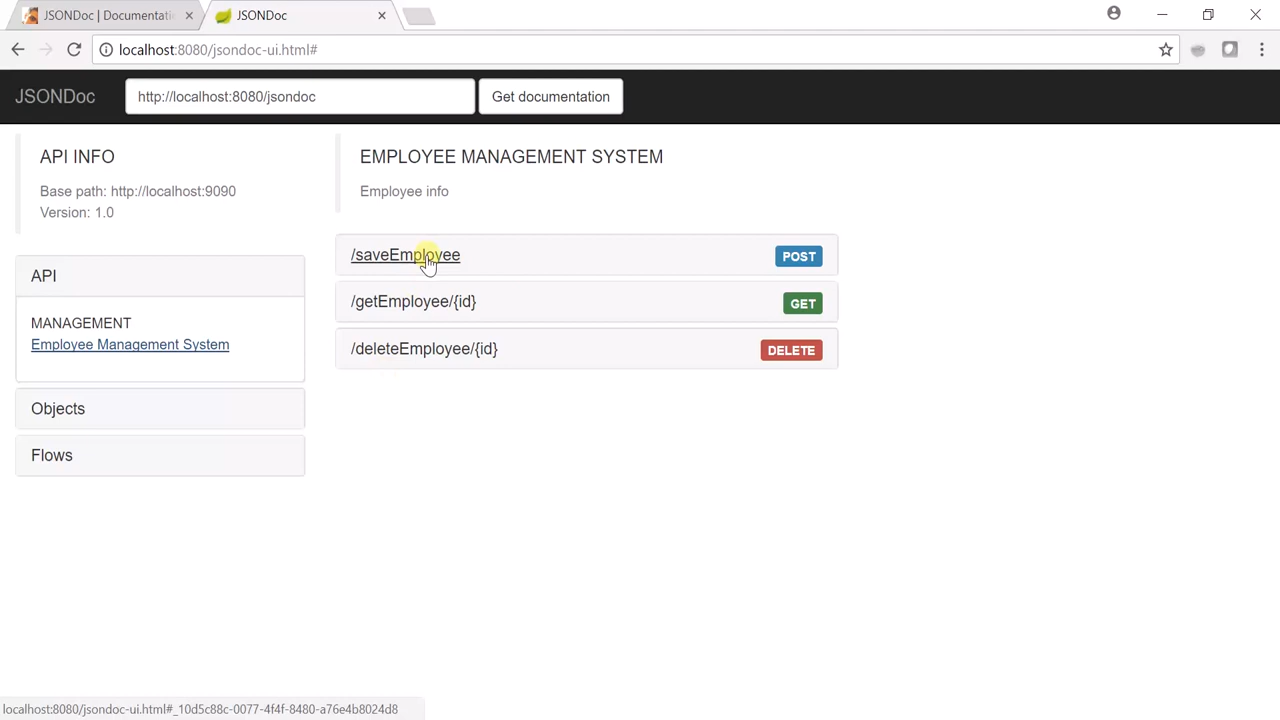 JSONDoc | Documentati
JSONDoc
localhost:8080/jsondoc-ui.html#
JSONDoc
http://localhost:8080/jsondoc
Get documentation
API INFO
Base path: http://localhost:9090
Version: 1.0
API
MANAGEMENT
Employee Management System
Objects
Flows
EMPLOYEE MANAGEMENT SYSTEM
Employee info
/saveEmployee POST
/getEmployee/{id} GET
/deleteEmployee/{id} DELETE
localhost:8080/jsondoc-ui.html#_10d5c88c-0077-4f4f-8480-a76e4b8024d8